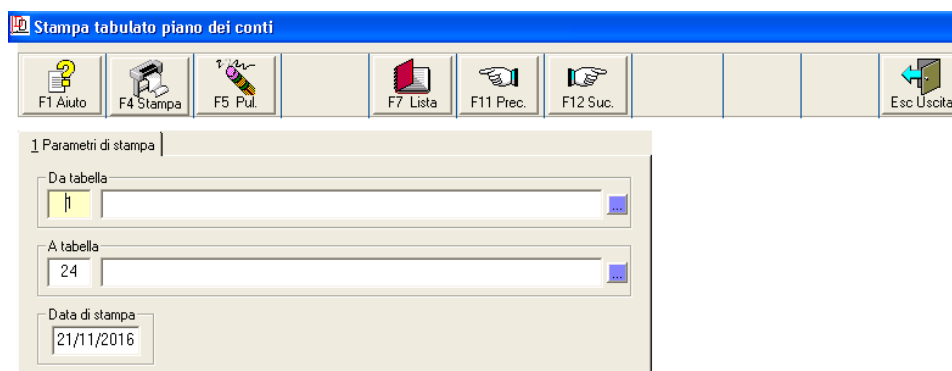 Stampa tabulato piano dei conti
F1 Aiuto F4 Stampa F5 Pul. F7 Lista F11 Prec. F12 Suc. Esc Uscita
1 Parametri di stampa
Da tabella
1
...
A tabella
24
...
Data di stampa
21/11/2016